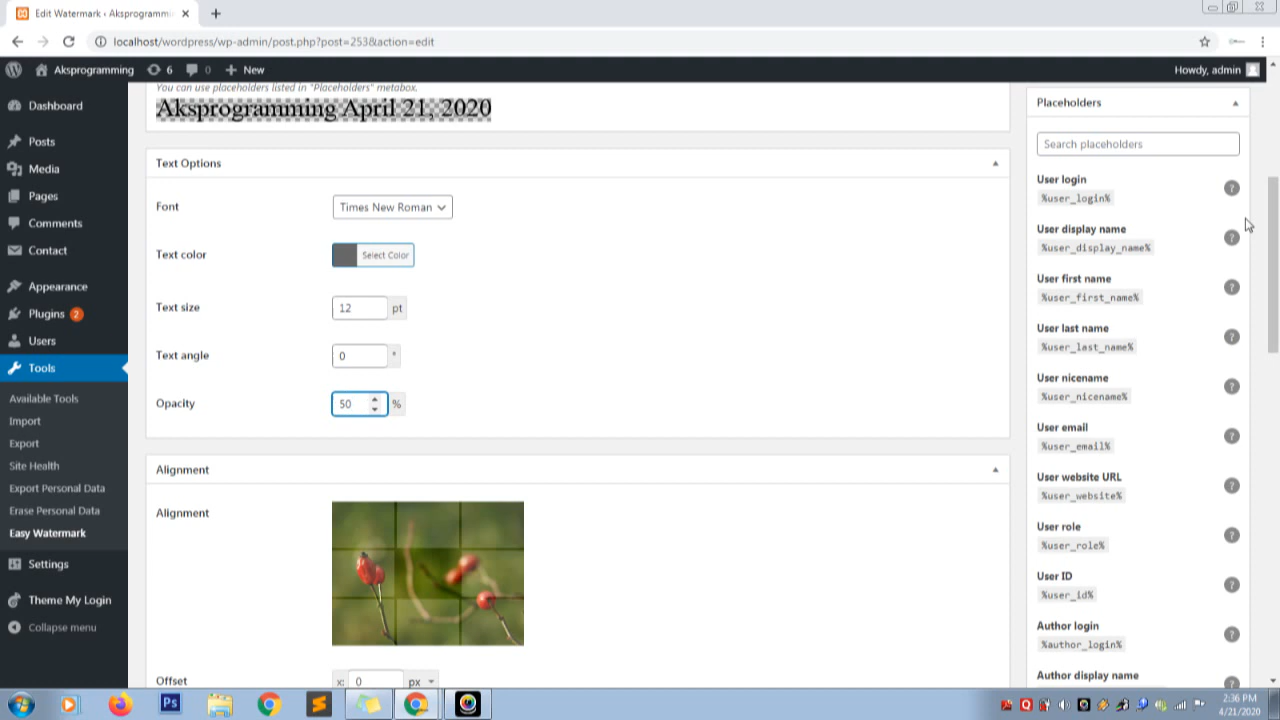 Edit Watermark ‹ Aksprogrammin
localhost/wordpress/wp-admin/post.php?post=253&action=edit
Aksprogramming 6 0 New Howdy, admin
Dashboard
Posts
Media
Pages
Comments
Contact
Appearance
Plugins 2
Users
Tools
Available Tools
Import
Export
Site Health
Export Personal Data
Erase Personal Data
Easy Watermark
Settings
Theme My Login
Collapse menu
You can use placeholders listed in "Placeholders" metabox.
Aksprogramming April 21, 2020
Text Options
Font Times New Roman
Text color Select Color
Text size 12 pt
Text angle 0 °
Opacity 50 %
Alignment
Alignment
Offset x: 0 px
Placeholders
Search placeholders
User login
%user_login%
User display name
%user_display_name%
User first name
%user_first_name%
User last name
%user_last_name%
User nicename
%user_nicename%
User email
%user_email%
User website URL
%user_website%
User role
%user_role%
User ID
%user_id%
Author login
%author_login%
Author display name
Ps
2:36 PM
4/21/2020